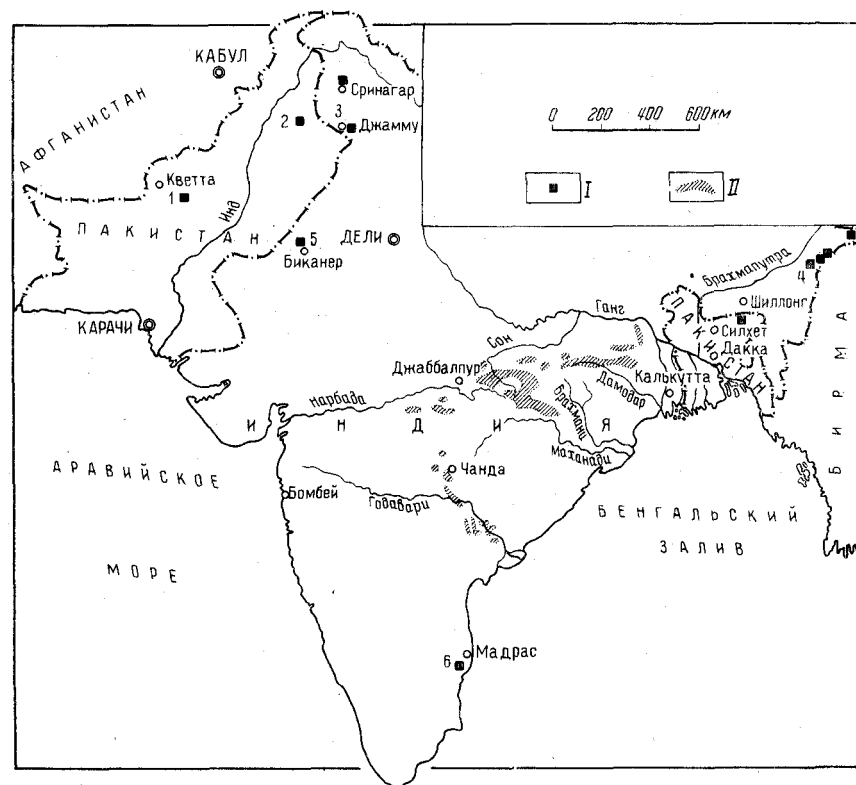 КАБУЛ
АФГАНИСТАН
Сринагар
0 200 400 600 км
2
3
Джамму
Кветта
I
II
1
Инд
ПАКИСТАН
5
ДЕЛИ
Биканер
Брахмапутра
4
Шиллонг
ПАКИСТАН
Ганг
КАРАЧИ
Сон
Силхет
Дакка
Джаббалпур
Дамодар
Калькутта
Нарбада
Брахмани
ИНДИЯ
БИРМА
Маханади
Чанда
АРАВИЙСКОЕ
Бомбей
Годавари
БЕНГАЛЬСКИЙ
ЗАЛИВ
МОРЕ
6
Мадрас